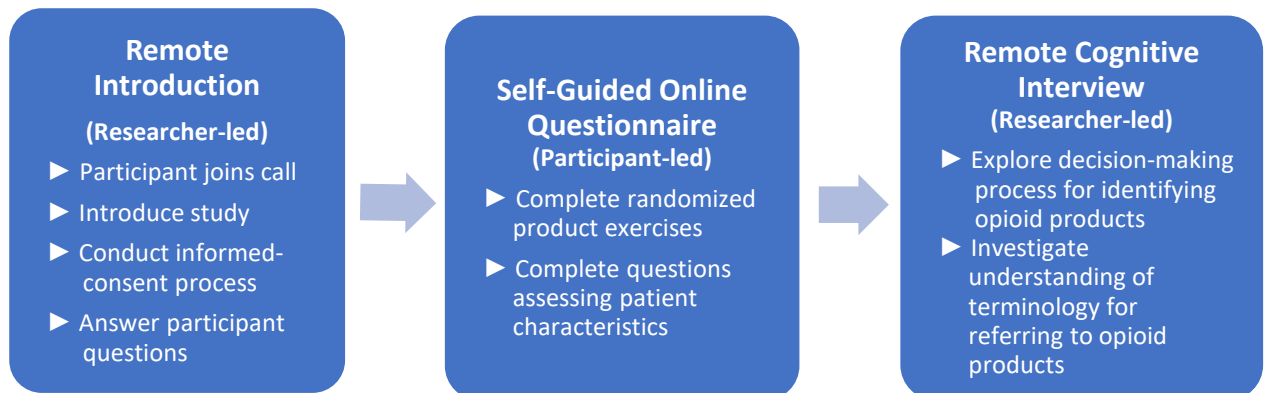 Remote
Introduction
(Researcher-led)
► Participant joins call
► Introduce study
► Conduct informed-
consent process
► Answer participant
questions
Self-Guided Online
Questionnaire
(Participant-led)
► Complete randomized
product exercises
► Complete questions
assessing patient
characteristics
Remote Cognitive
Interview
(Researcher-led)
► Explore decision-making
process for identifying
opioid products
► Investigate
understanding of
terminology for
referring to opioid
products